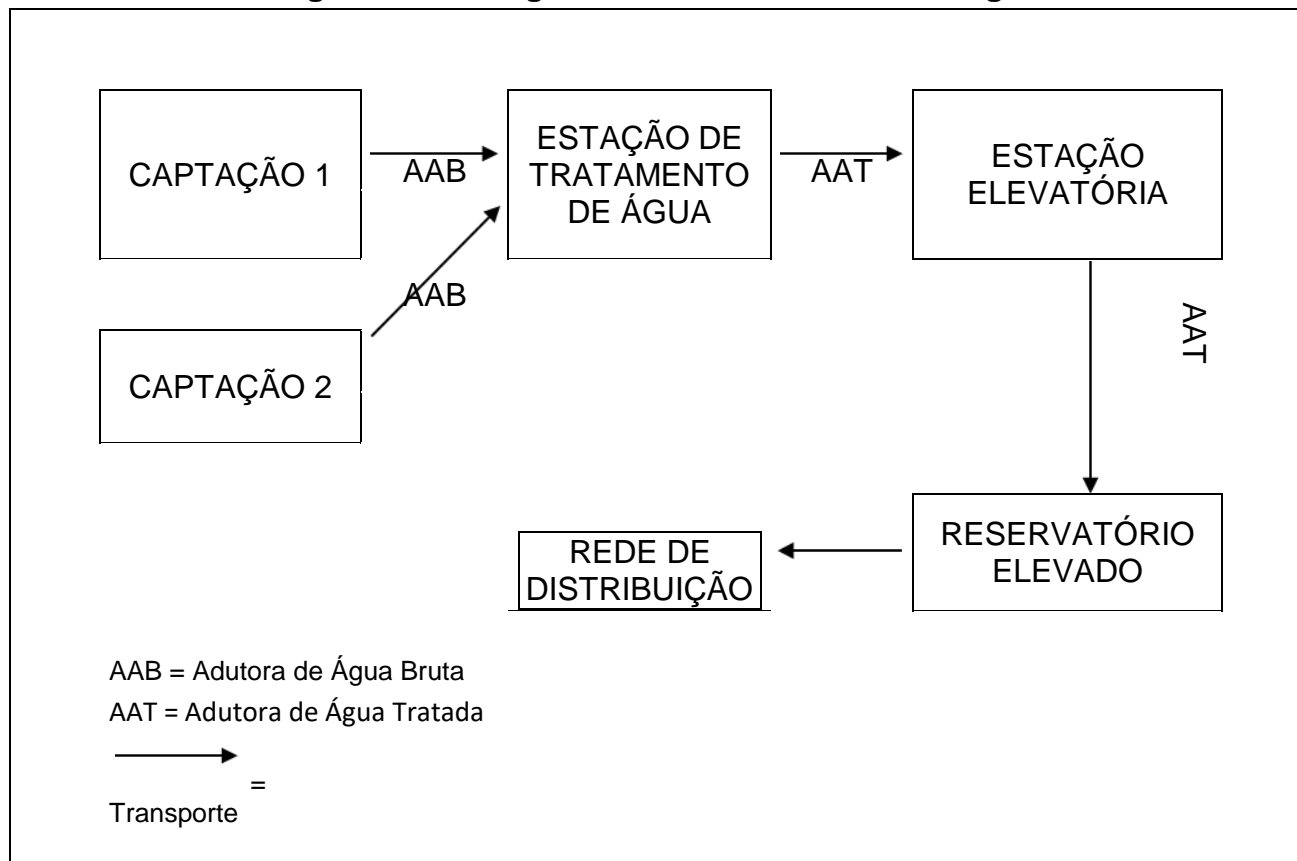 CAPTAÇÃO 1
AAB
ESTAÇÃO DE
TRATAMENTO
DE ÁGUA
AAT
ESTAÇÃO
ELEVATÓRIA
AAB
CAPTAÇÃO 2
AAT
REDE DE
DISTRIBUIÇÃO
RESERVATÓRIO
ELEVADO
AAB = Adutora de Água Bruta
AAT = Adutora de Água Tratada
=
Transporte